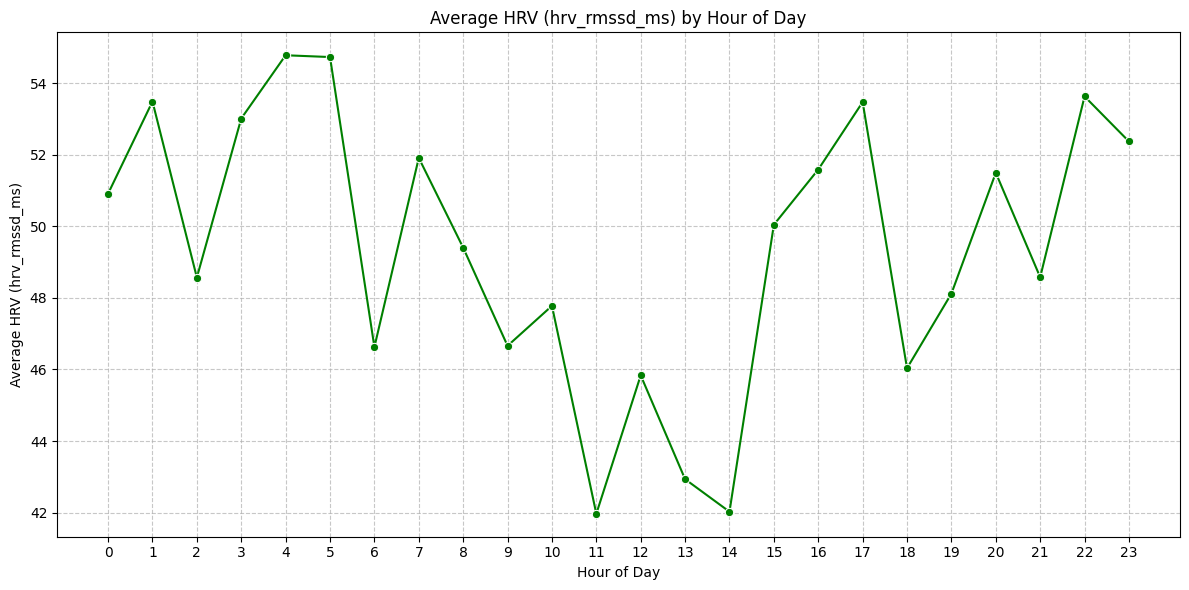 Average HRV (hrv_rmssd_ms) by Hour of Day
Average HRV (hrv_rmssd_ms)
54
52
50
48
46
44
42
0 1 2 3 4 5 6 7 8 9 10 11 12 13 14 15 16 17 18 19 20 21 22 23
Hour of Day